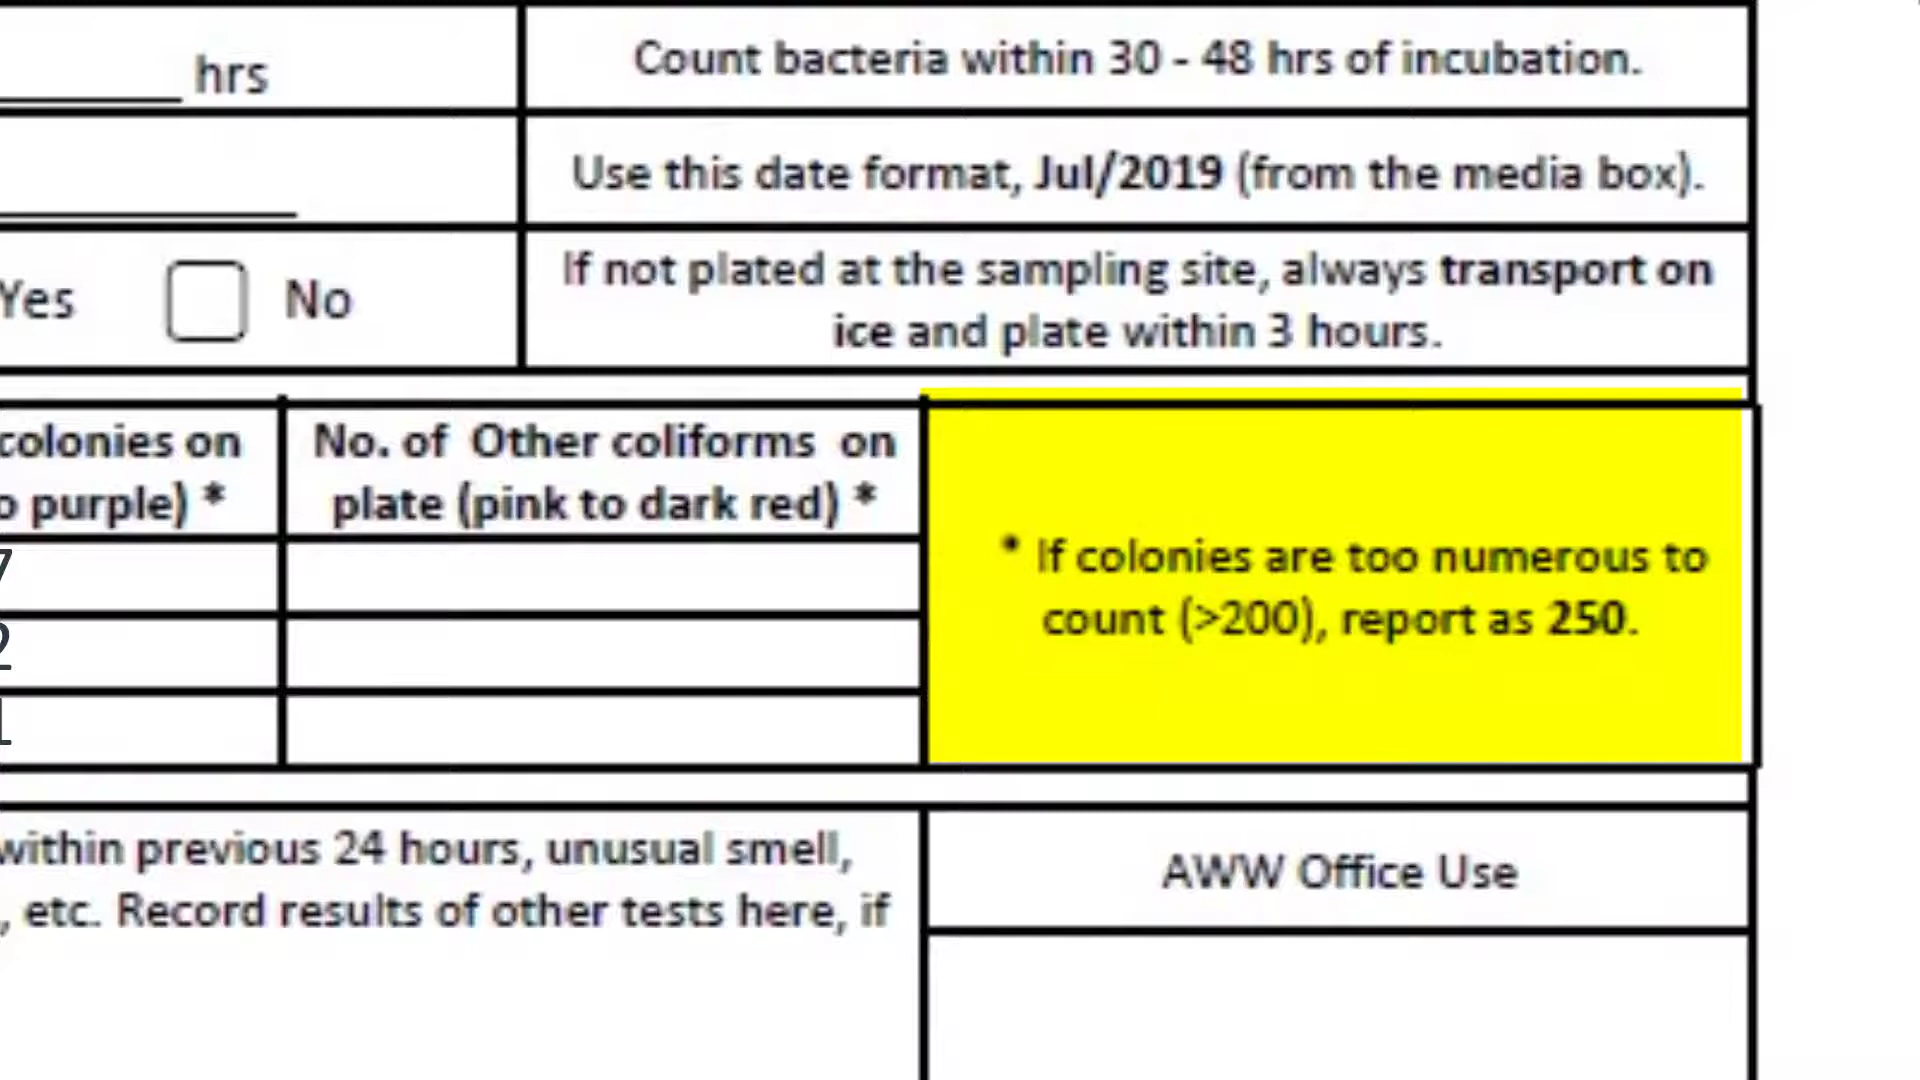 hrs
Count bacteria within 30 - 48 hrs of incubation.
Use this date format, Jul/2019 (from the media box).
Yes No
If not plated at the sampling site, always transport on
ice and plate within 3 hours.
colonies on
purple) *
No. of Other coliforms on
plate (pink to dark red) *
7
2
1
* If colonies are too numerous to
count (>200), report as 250.
within previous 24 hours, unusual smell,
, etc. Record results of other tests here, if
AWW Office Use